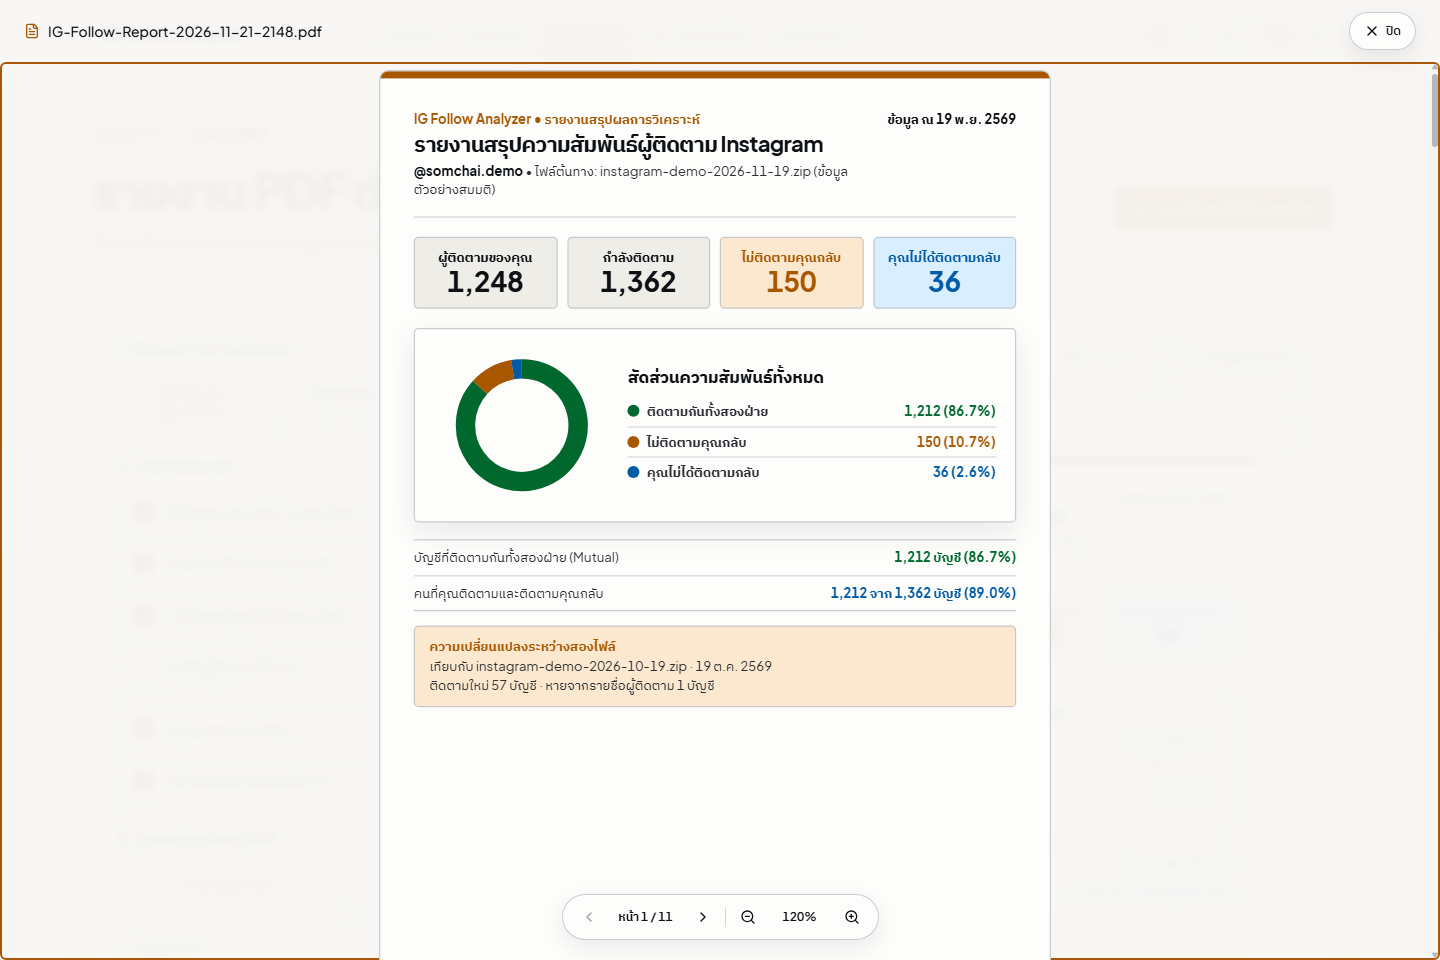 IG-Follow-Report-2026-11-21-2148.pdf
ปิด
IG Follow Analyzer • รายงานสรุปผลการวิเคราะห์
ข้อมูล ณ 19 พ.ย. 2569
รายงานสรุปความสัมพันธ์ผู้ติดตาม Instagram
@somchai.demo • ไฟล์ต้นทาง: instagram-demo-2026-11-19.zip (ข้อมูล
ตัวอย่างสมมติ)
ผู้ติดตามของคุณ
1,248
กำลังติดตาม
1,362
ไม่ติดตามคุณกลับ
150
คุณไม่ได้ติดตามกลับ
36
สัดส่วนความสัมพันธ์ทั้งหมด
ติดตามกันทั้งสองฝ่าย 1,212 (86.7%)
ไม่ติดตามคุณกลับ 150 (10.7%)
คุณไม่ได้ติดตามกลับ 36 (2.6%)
บัญชีที่ติดตามกันทั้งสองฝ่าย (Mutual) 1,212 บัญชี (86.7%)
คนที่คุณติดตามและติดตามคุณกลับ 1,212 จาก 1,362 บัญชี (89.0%)
ความเปลี่ยนแปลงระหว่างสองไฟล์
เทียบกับ instagram-demo-2026-10-19.zip · 19 ต.ค. 2569
ติดตามใหม่ 57 บัญชี · หายจากรายชื่อผู้ติดตาม 1 บัญชี
หน้า 1 / 11
120%
รายงาน PDF